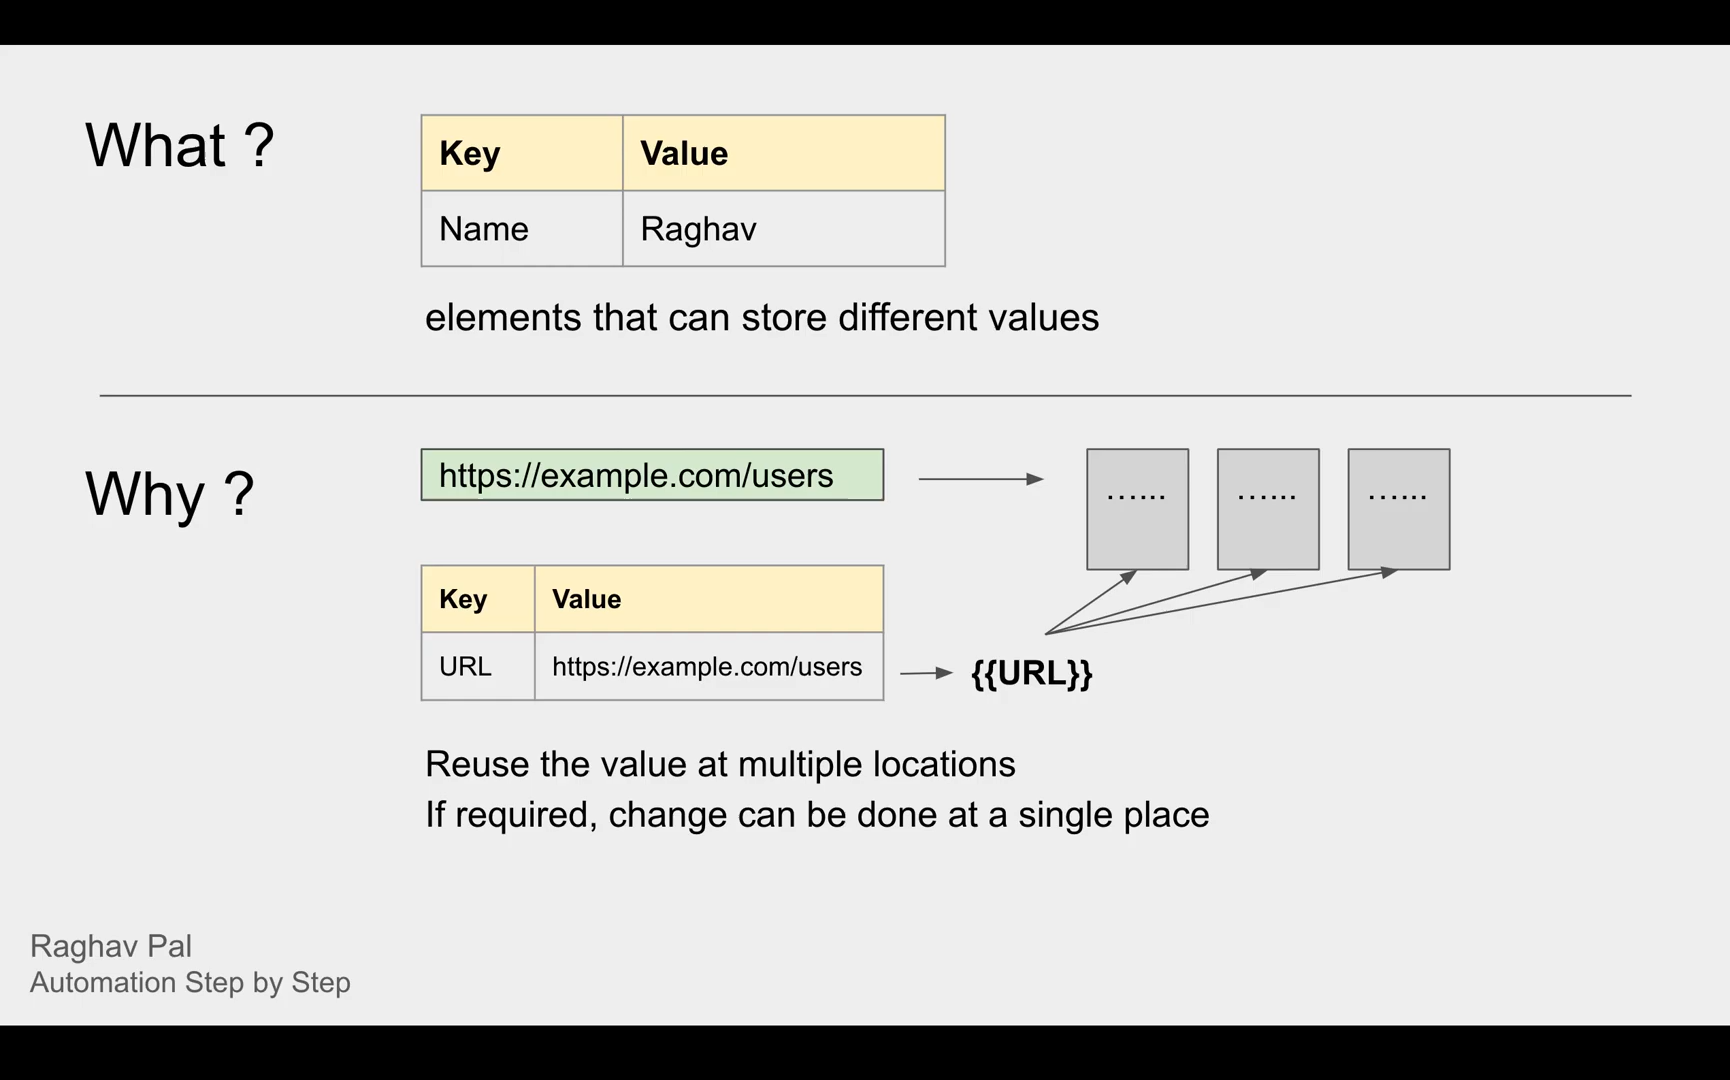 What ?
Key Value
Name Raghav
elements that can store different values
Why ?
https://example.com/users
...... ...... ......
Key Value
URL https://example.com/users
{{URL}}
Reuse the value at multiple locations
If required, change can be done at a single place
Raghav Pal
Automation Step by Step